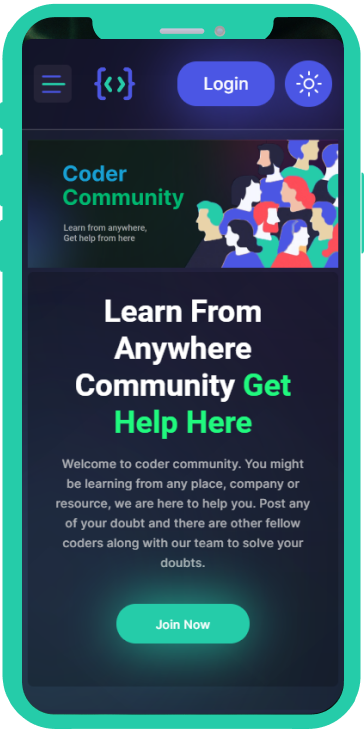 Login
Coder
Community
Learn from anywhere,
Get help from here
Learn From
Anywhere
Community Get
Help Here
Welcome to coder community. You might
be learning from any place, company or
resource, we are here to help you. Post any
of your doubt and there are other fellow
coders along with our team to solve your
doubts.
Join Now